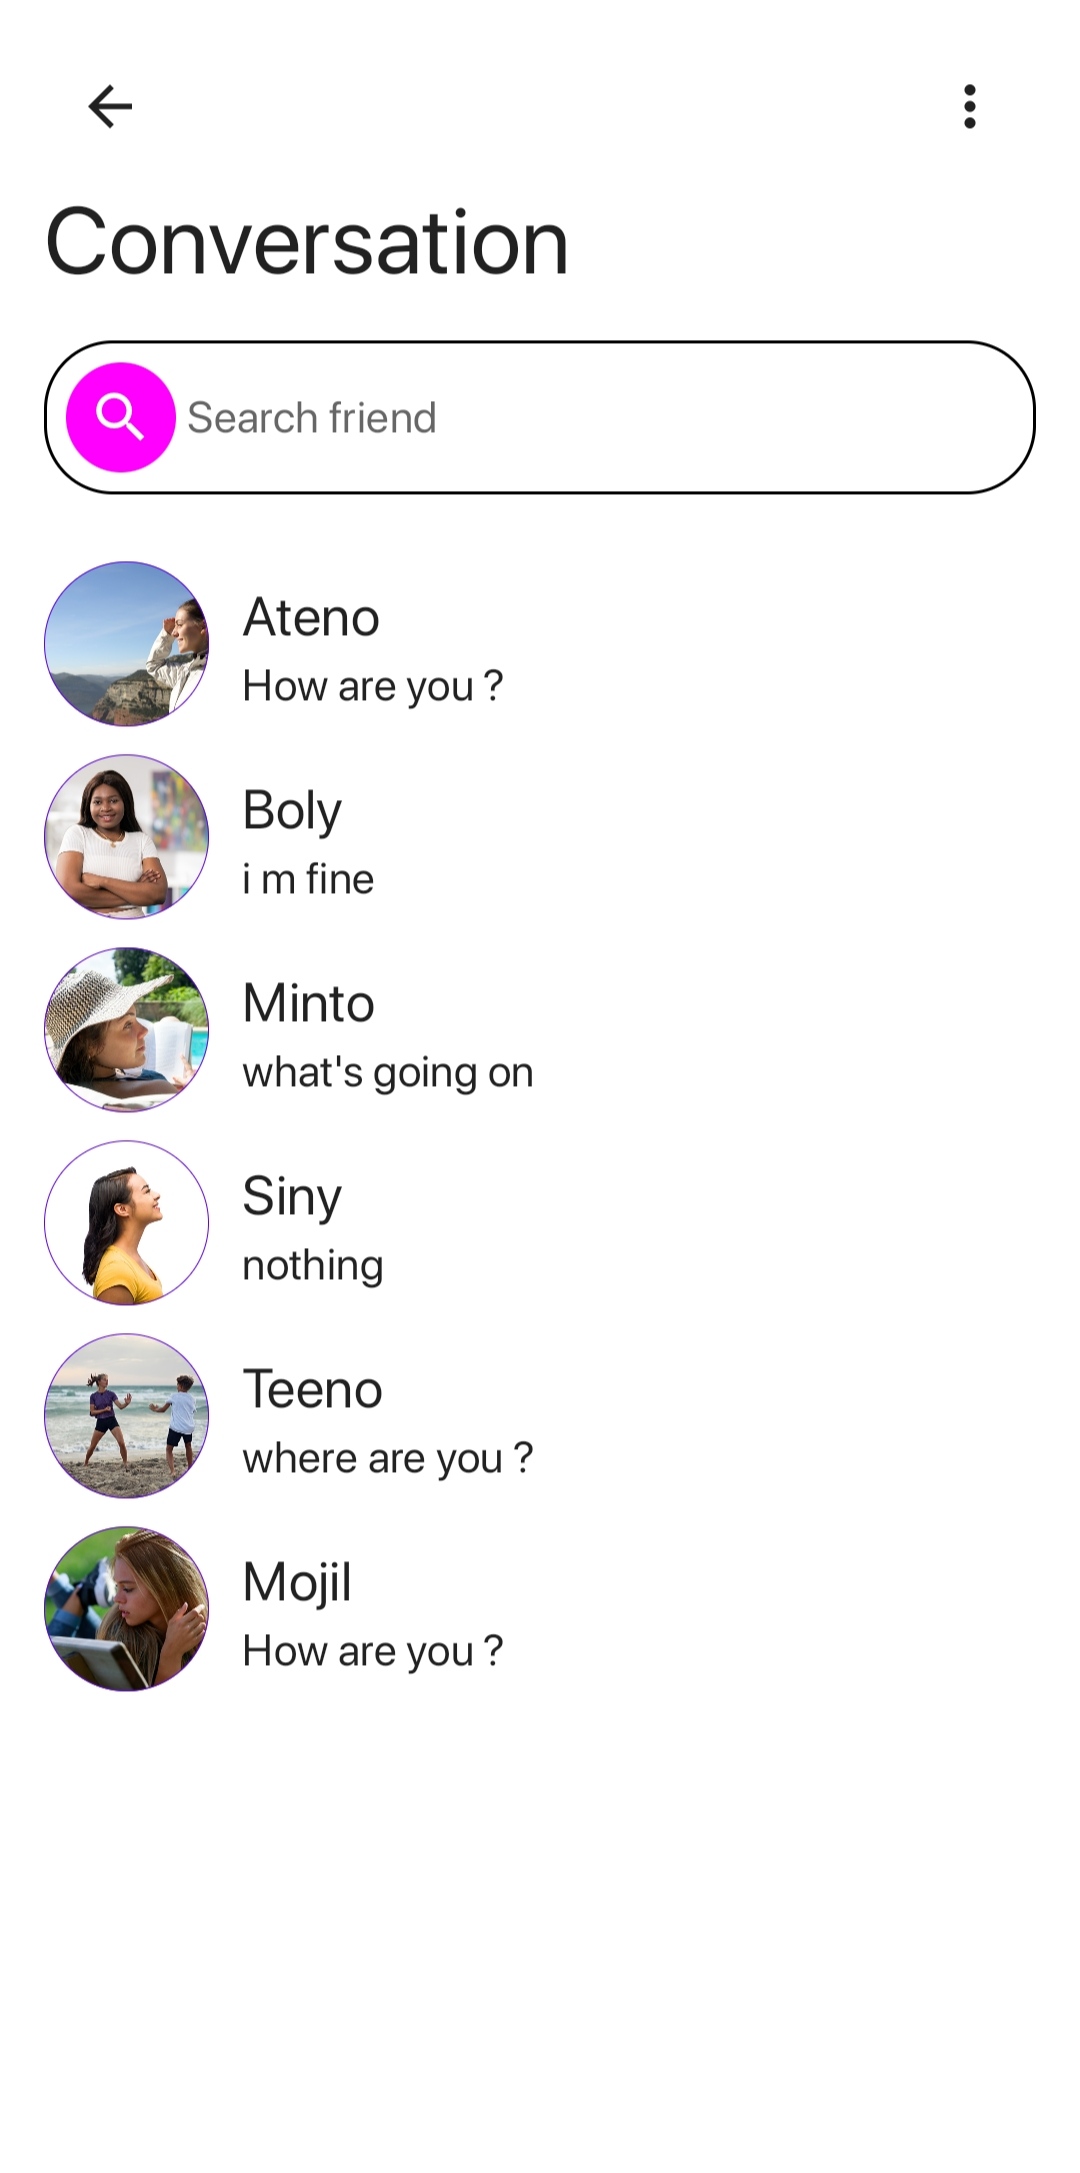 Conversation
Search friend
Ateno
How are you ?
Boly
i m fine
Minto
what's going on
Siny
nothing
Teeno
where are you ?
Mojil
How are you ?